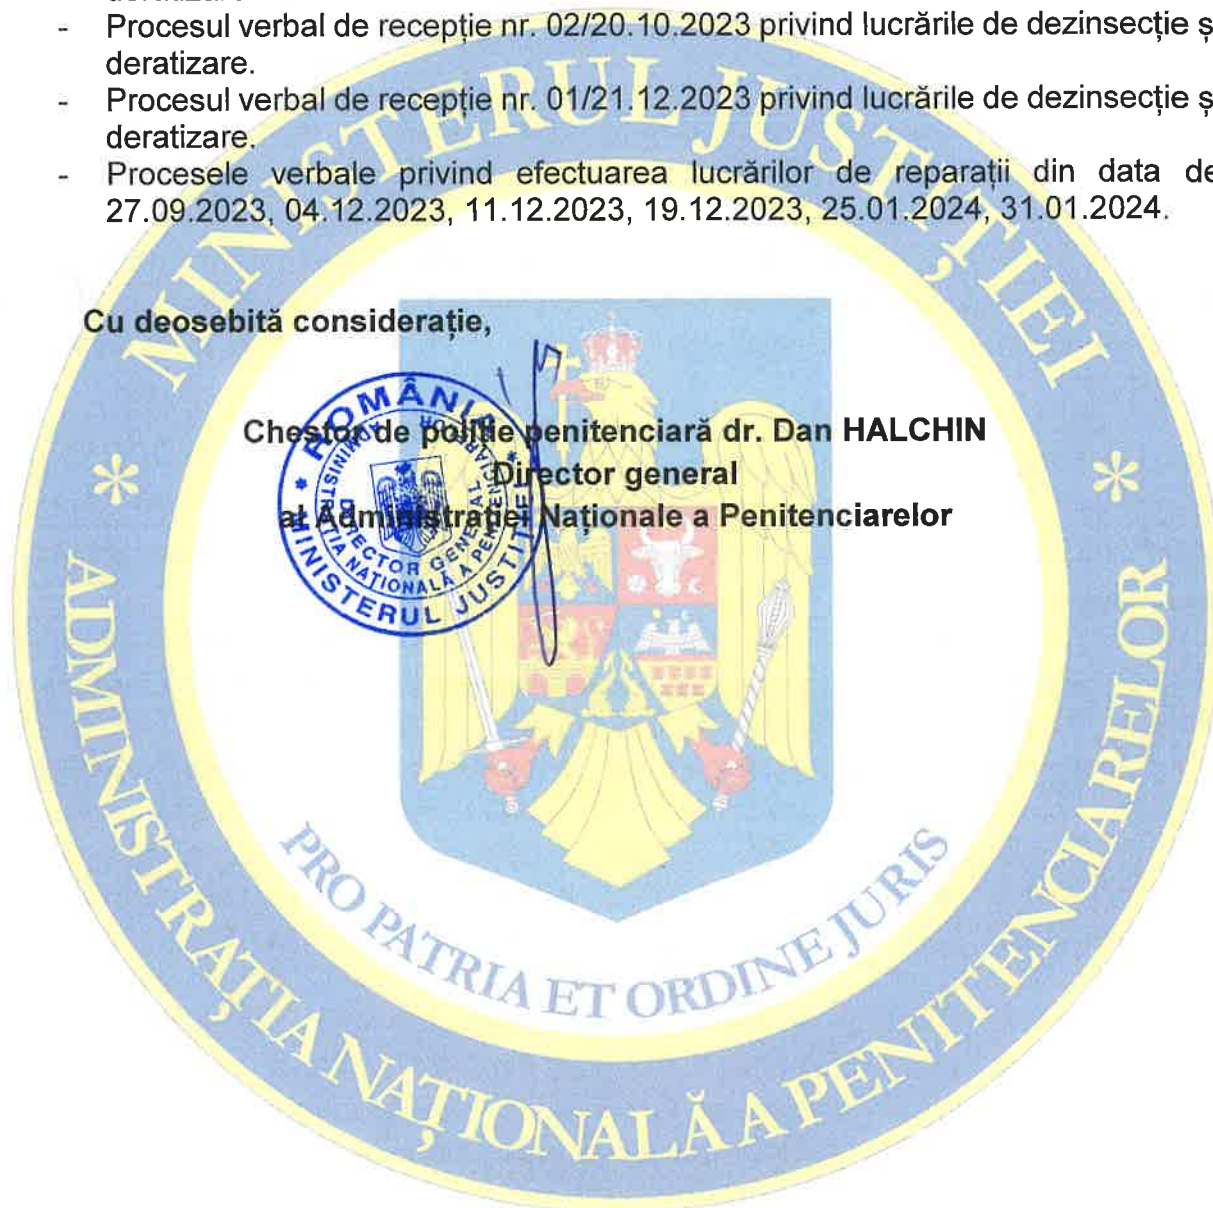 - Procesul verbal de recepție nr. 02/20.10.2023 privind lucrările de dezinsecție ș
deratizare.
- Procesul verbal de recepție nr. 01/21.12.2023 privind lucrările de dezinsecție ș
deratizare.
- Procesele verbale privind efectuarea lucrărilor de reparații din data de
27.09.2023, 04.12.2023, 11.12.2023, 19.12.2023, 25.01.2024, 31.01.2024.
Cu deosebită considerație,
Chestor de poliție penitenciară dr. Dan HALCHIN
Director general
al Administrației Naționale a Penitenciarelor
ROMÂNIA
* MINISTERUL JUSTIȚIEI *
ADMINISTRAȚIA NAȚIONALĂ A PENITENCIARELOR
DIRECTOR GENERAL
MINISTERUL JUSTIȚIEI
* ADMINISTRAȚIA NAȚIONALĂ A PENITENCIARELOR *
PRO PATRIA ET ORDINE JURIS